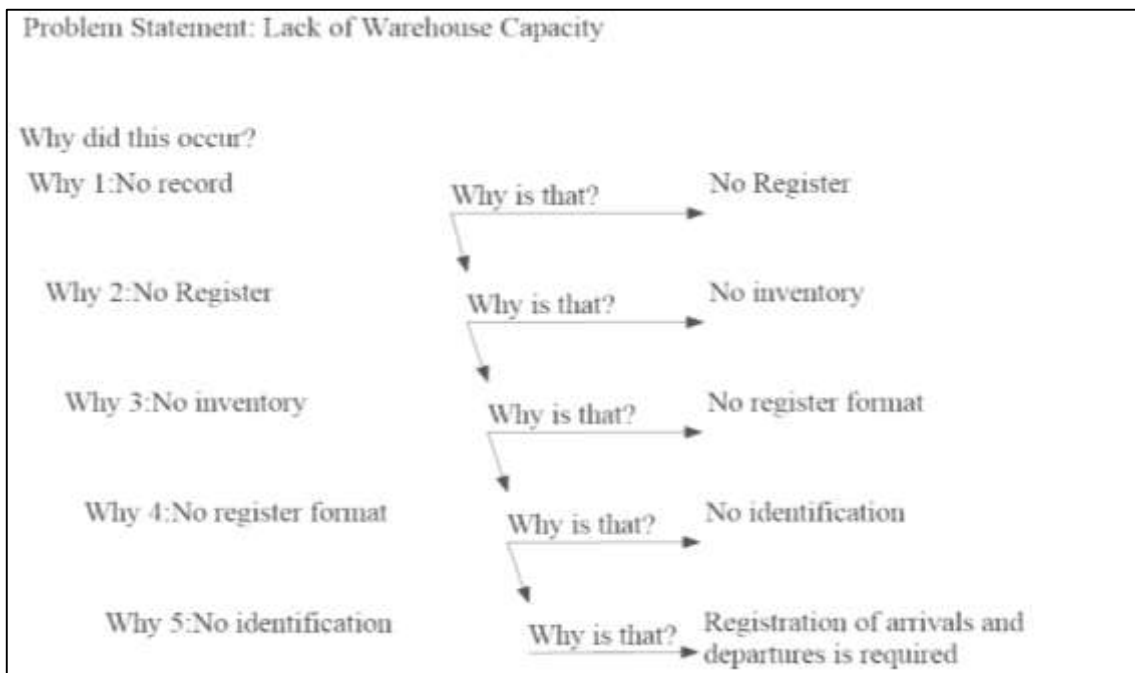 Problem Statement: Lack of Warehouse Capacity
Why did this occur?
Why 1:No record
Why is that?
No Register
Why 2:No Register
Why is that?
No inventory
Why 3:No inventory
Why is that?
No register format
Why 4:No register format
Why is that?
No identification
Why 5:No identification
Why is that?
Registration of arrivals and
departures is required